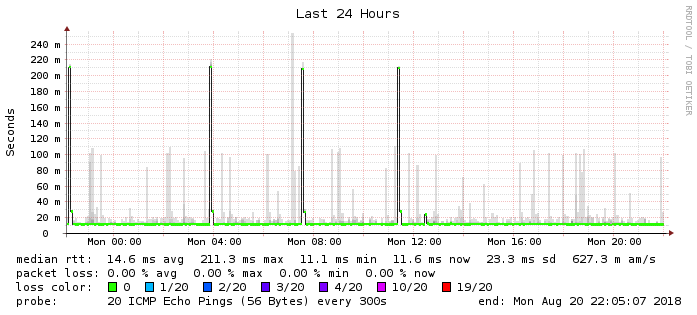 Last 24 Hours
RRDTOOL / TOBI OETIKER
Seconds
240 m
220 m
200 m
180 m
160 m
140 m
120 m
100 m
80 m
60 m
40 m
20 m
0
Mon 00:00 Mon 04:00 Mon 08:00 Mon 12:00 Mon 16:00 Mon 20:00
median rtt: 14.6 ms avg 211.3 ms max 11.1 ms min 11.6 ms now 23.3 ms sd 627.3 m am/s
packet loss: 0.00 % avg 0.00 % max 0.00 % min 0.00 % now
loss color: 0 1/20 2/20 3/20 4/20 10/20 19/20
probe: 20 ICMP Echo Pings (56 Bytes) every 300s end: Mon Aug 20 22:05:07 2018